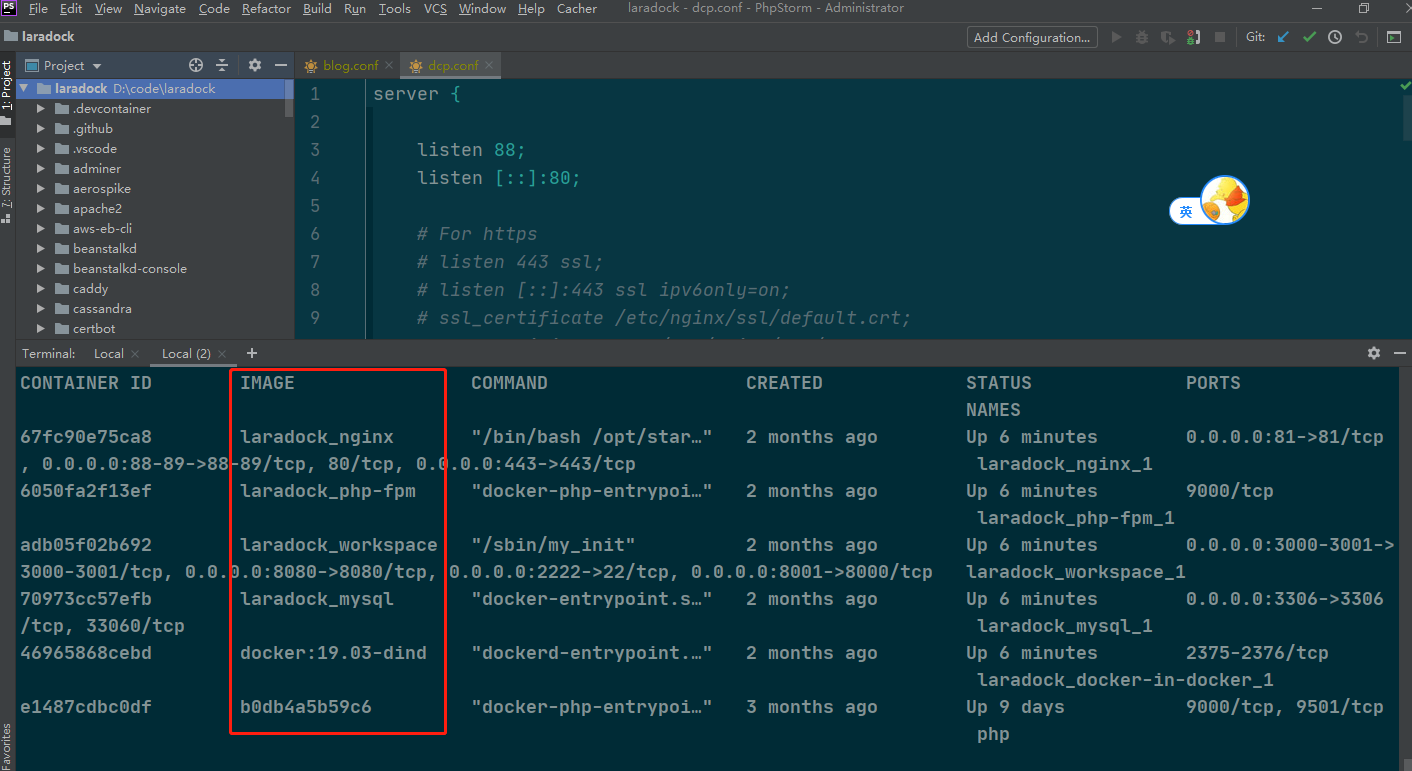 PS File Edit View Navigate Code Refactor Build Run Tools VCS Window Help Cacher laradock - dcp.conf - PhpStorm - Administrator
laradock Add Configuration... Git:
1: Project
7: Structure
Favorites
Project
laradock D:\code\laradock
.devcontainer
.github
.vscode
adminer
aerospike
apache2
aws-eb-cli
beanstalkd
beanstalkd-console
caddy
cassandra
certbot
blog.conf dcp.conf
1 server {
2
3 listen 88;
4 listen [::]:80;
5
6 # For https
7 # listen 443 ssl;
8 # listen [::]:443 ssl ipv6only=on;
9 # ssl_certificate /etc/nginx/ssl/default.crt;
英
Terminal: Local Local (2) +
CONTAINER ID IMAGE COMMAND CREATED STATUS PORTS
NAMES
67fc90e75ca8 laradock_nginx "/bin/bash /opt/star…" 2 months ago Up 6 minutes 0.0.0.0:81->81/tcp
, 0.0.0.0:88-89->88-89/tcp, 80/tcp, 0.0.0.0:443->443/tcp laradock_nginx_1
6050fa2f13ef laradock_php-fpm "docker-php-entrypoi…" 2 months ago Up 6 minutes 9000/tcp
laradock_php-fpm_1
adb05f02b692 laradock_workspace "/sbin/my_init" 2 months ago Up 6 minutes 0.0.0.0:3000-3001->
3000-3001/tcp, 0.0.0.0:8080->8080/tcp, 0.0.0.0:2222->22/tcp, 0.0.0.0:8001->8000/tcp laradock_workspace_1
70973cc57efb laradock_mysql "docker-entrypoint.s…" 2 months ago Up 6 minutes 0.0.0.0:3306->3306
/tcp, 33060/tcp laradock_mysql_1
46965868cebd docker:19.03-dind "dockerd-entrypoint.…" 2 months ago Up 6 minutes 2375-2376/tcp
laradock_docker-in-docker_1
e1487cdbc0df b0db4a5b59c6 "docker-php-entrypoi…" 3 months ago Up 9 days 9000/tcp, 9501/tcp
php